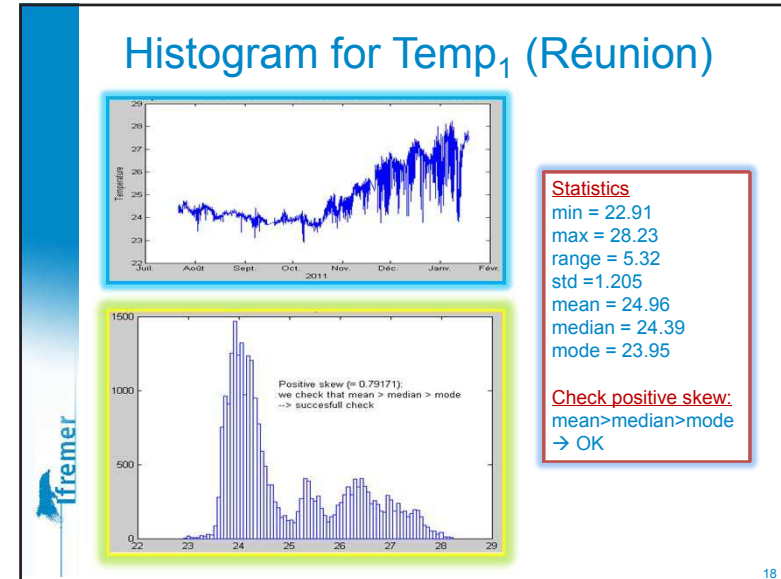 Histogram for Temp1 (Réunion)
29
28
27
26
25
24
23
22
Temperature
Juil.
Août
Sept.
Oct.
Nov.
Déc.
Janv.
Févr
2011
1500
1000
500
0
22
23
24
25
26
27
28
29
Positive skew (= 0.79171):
we check that mean > median > mode
--> succesfull check
Statistics
min = 22.91
max = 28.23
range = 5.32
std =1.205
mean = 24.96
median = 24.39
mode = 23.95
Check positive skew:
mean>median>mode
→ OK
Ifremer
18